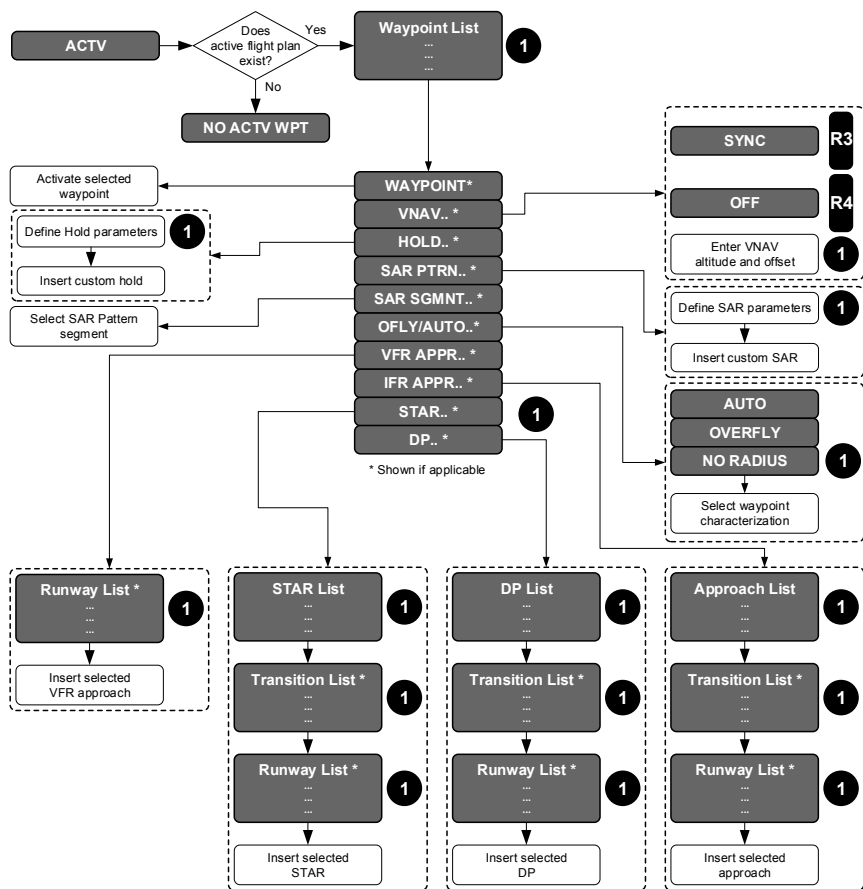 ACTV
Does
active flight plan
exist?
Yes
No
Waypoint List
...
...
...
1
NO ACTV WPT
WAYPOINT*
VNAV.. *
HOLD.. *
SAR PTRN.. *
SAR SGMNT.. *
OFLY/AUTO..*
VFR APPR.. *
IFR APPR.. *
STAR.. *
DP.. *
1
* Shown if applicable
Activate selected
waypoint
Define Hold parameters
1
Insert custom hold
Select SAR Pattern
segment
SYNC
R3
OFF
R4
Enter VNAV
altitude and offset
1
Define SAR parameters
1
Insert custom SAR
AUTO
OVERFLY
NO RADIUS
1
Select waypoint
characterization
Runway List *
...
...
...
1
Insert selected
VFR approach
STAR List
...
...
...
1
Transition List *
...
...
...
1
Runway List *
...
...
...
1
Insert selected
STAR
DP List
...
...
...
1
Transition List *
...
...
...
1
Runway List *
...
...
...
1
Insert selected
DP
Approach List
...
...
...
1
Transition List *
...
...
...
1
Runway List *
...
...
...
1
Insert selected
approach